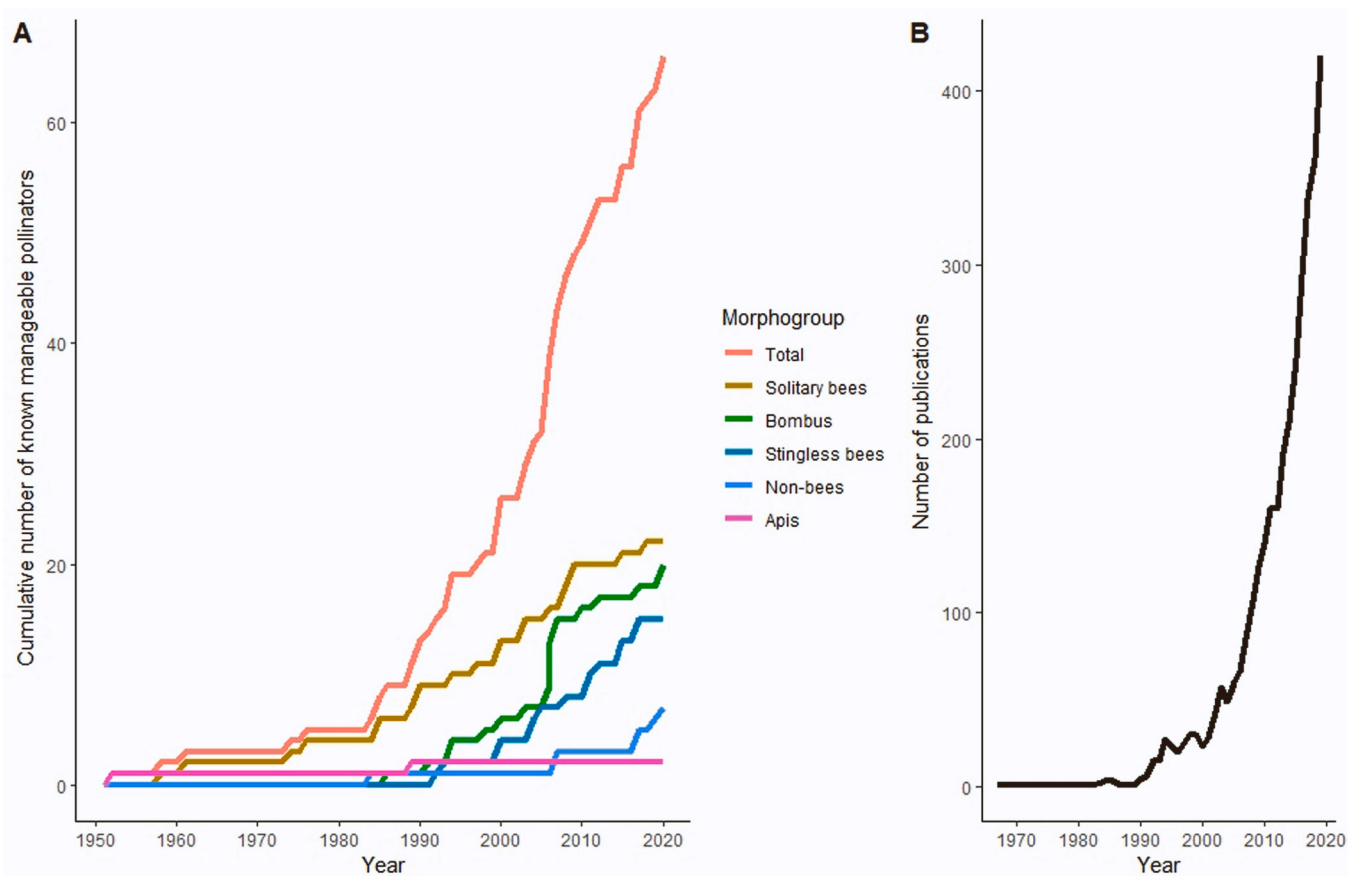 A
Cumulative number of known manageable pollinators
60
40
20
0
1950 1960 1970 1980 1990 2000 2010 2020
Year
Morphogroup
Total
Solitary bees
Bombus
Stingless bees
Non-bees
Apis
B
Number of publications
400
300
200
100
0
1970 1980 1990 2000 2010 2020
Year